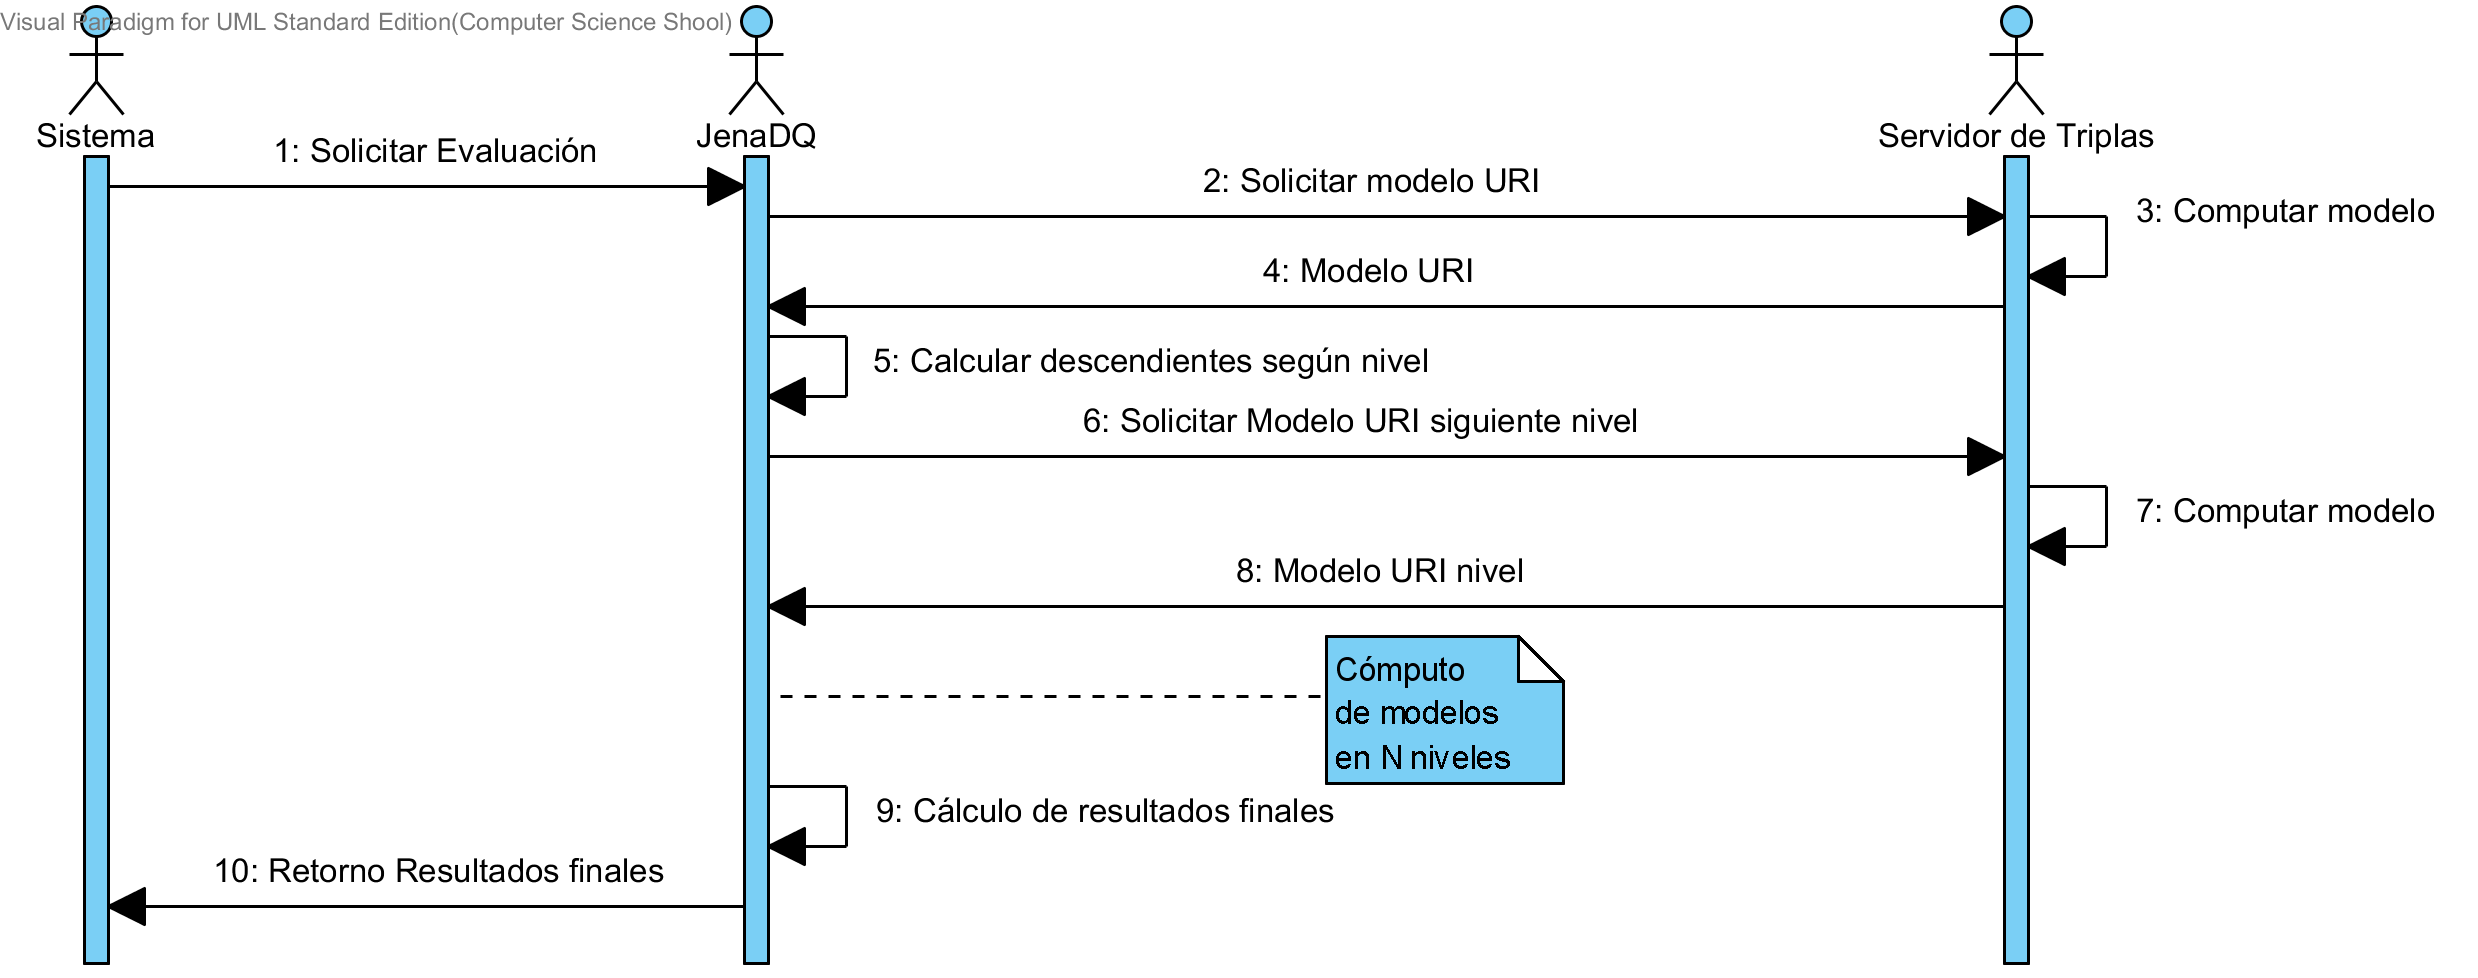 Visual Paradigm for UML Standard Edition(Computer Science Shool)
Sistema
JenaDQ
Servidor de Triplas
1: Solicitar Evaluación
2: Solicitar modelo URI
3: Computar modelo
4: Modelo URI
5: Calcular descendientes según nivel
6: Solicitar Modelo URI siguiente nivel
7: Computar modelo
8: Modelo URI nivel
Cómputo
de modelos
en N niveles
9: Cálculo de resultados finales
10: Retorno Resultados finales